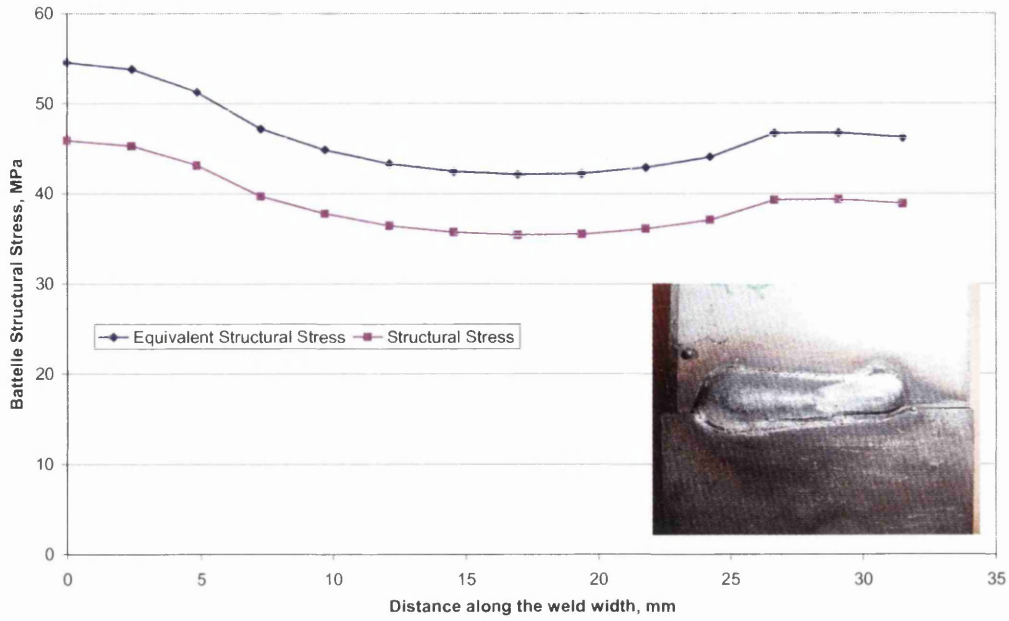 60
50
40
30
20
10
0
Battelle Structural Stress, MPa
Equivalent Structural Stress
Structural Stress
0 5 10 15 20 25 30 35
Distance along the weld width, mm